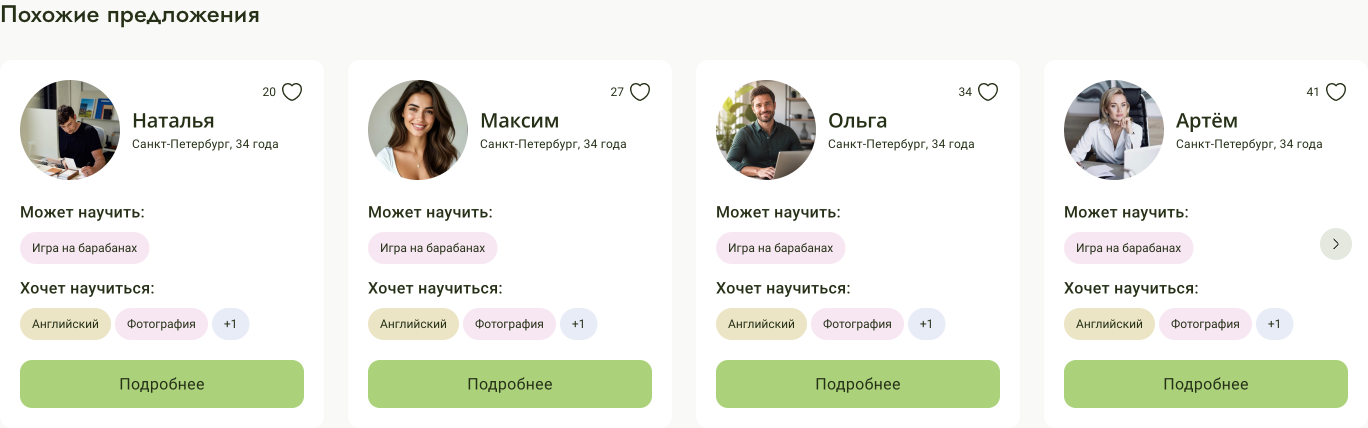 Похожие предложения
20
Наталья
Санкт-Петербург, 34 года
Может научить:
Игра на барабанах
Хочет научиться:
Английский Фотография +1
Подробнее
27
Максим
Санкт-Петербург, 34 года
Может научить:
Игра на барабанах
Хочет научиться:
Английский Фотография +1
Подробнее
34
Ольга
Санкт-Петербург, 34 года
Может научить:
Игра на барабанах
Хочет научиться:
Английский Фотография +1
Подробнее
41
Артём
Санкт-Петербург, 34 года
Может научить:
Игра на барабанах
Хочет научиться:
Английский Фотография +1
Подробнее